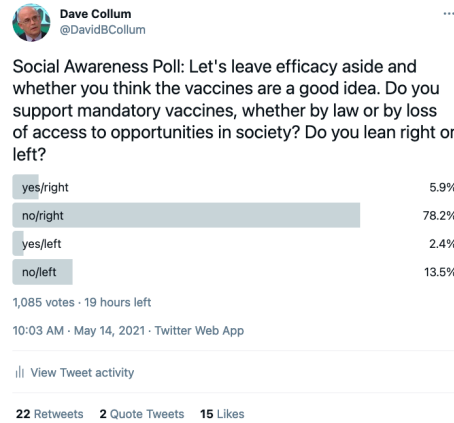 Dave Collum
@DavidBCollum
Social Awareness Poll: Let's leave efficacy aside and
whether you think the vaccines are a good idea. Do you
support mandatory vaccines, whether by law or by loss
of access to opportunities in society? Do you lean right or
left?
yes/right 5.9%
no/right 78.2%
yes/left 2.4%
no/left 13.5%
1,085 votes · 19 hours left
10:03 AM · May 14, 2021 · Twitter Web App
View Tweet activity
22 Retweets 2 Quote Tweets 15 Likes